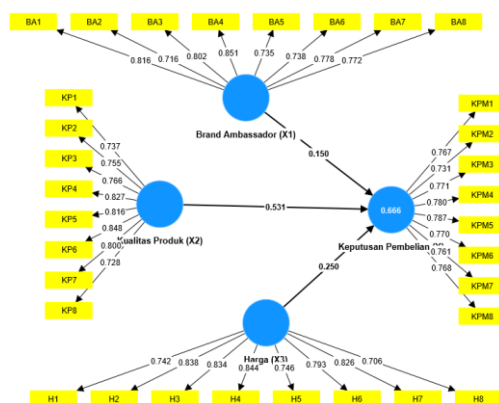 BA1 BA2 BA3 BA4 BA5 BA6 BA7 BA8
0.816 0.716 0.802 0.851 0.735 0.738 0.778 0.772
Brand Ambassador (X1)
0.150
KP1
KP2
KP3
KP4
KP5
KP6
KP7
KP8
0.737
0.755
0.766
0.827
0.816
0.848
0.800
0.728
Kualitas Produk (X2)
0.531
0.666
Keputusan Pembelian
KPM1
KPM2
KPM3
KPM4
KPM5
KPM6
KPM7
KPM8
0.767
0.731
0.771
0.780
0.787
0.770
0.761
0.768
0.250
Harga (X3)
0.742 0.838 0.834 0.844 0.746 0.793 0.826 0.706
H1 H2 H3 H4 H5 H6 H7 H8